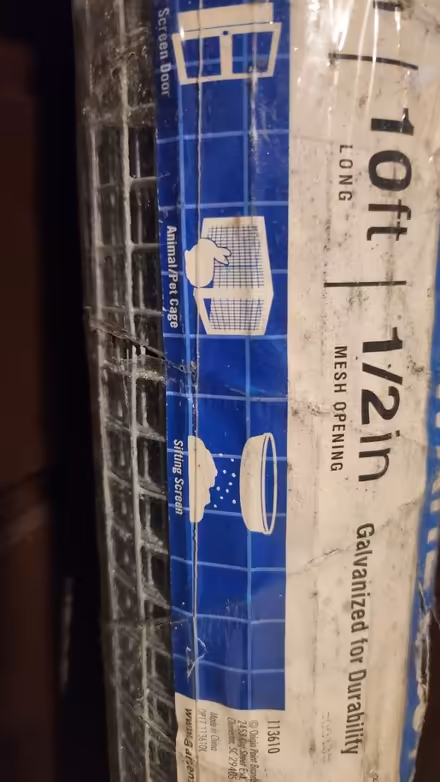 10ft
LONG
1/2in
MESH OPENING
Galvanized for Durability
Screen Door
Animal/Pet Cage
Sifting Screen
113610
Made in China